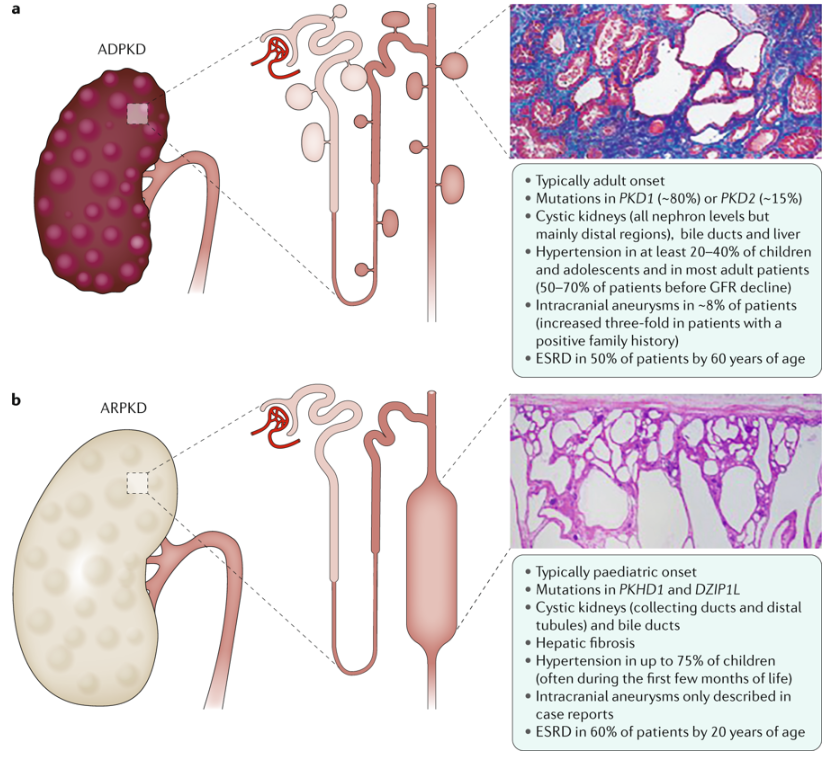 a
ADPKD
• Typically adult onset
• Mutations in PKD1 (~80%) or PKD2 (~15%)
• Cystic kidneys (all nephron levels but
mainly distal regions), bile ducts and liver
• Hypertension in at least 20–40% of children
and adolescents and in most adult patients
(50–70% of patients before GFR decline)
• Intracranial aneurysms in ~8% of patients
(increased three-fold in patients with a
positive family history)
• ESRD in 50% of patients by 60 years of age
b
ARPKD
• Typically paediatric onset
• Mutations in PKHD1 and DZIP1L
• Cystic kidneys (collecting ducts and distal
tubules) and bile ducts
• Hepatic fibrosis
• Hypertension in up to 75% of children
(often during the first few months of life)
• Intracranial aneurysms only described in
case reports
• ESRD in 60% of patients by 20 years of age